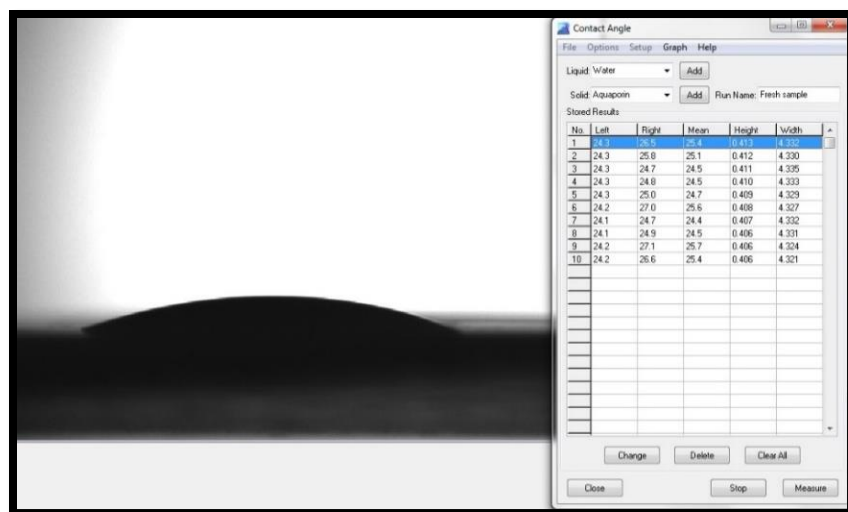 Contact Angle
File Options Setup Graph Help
Liquid: Water Add
Solid: Aquaporin Add Run Name: Fresh sample
Stored Results
No. Left Right Mean Height Width
1 24.3 26.5 25.4 0.413 4.332
2 24.3 25.8 25.1 0.412 4.330
3 24.3 24.7 24.5 0.411 4.335
4 24.3 24.8 24.5 0.410 4.333
5 24.3 25.0 24.7 0.409 4.329
6 24.2 27.0 25.6 0.408 4.327
7 24.1 24.7 24.4 0.407 4.332
8 24.1 24.9 24.5 0.406 4.331
9 24.2 27.1 25.7 0.406 4.324
10 24.2 26.6 25.4 0.406 4.321
Change Delete Clear All
Close Stop Measure